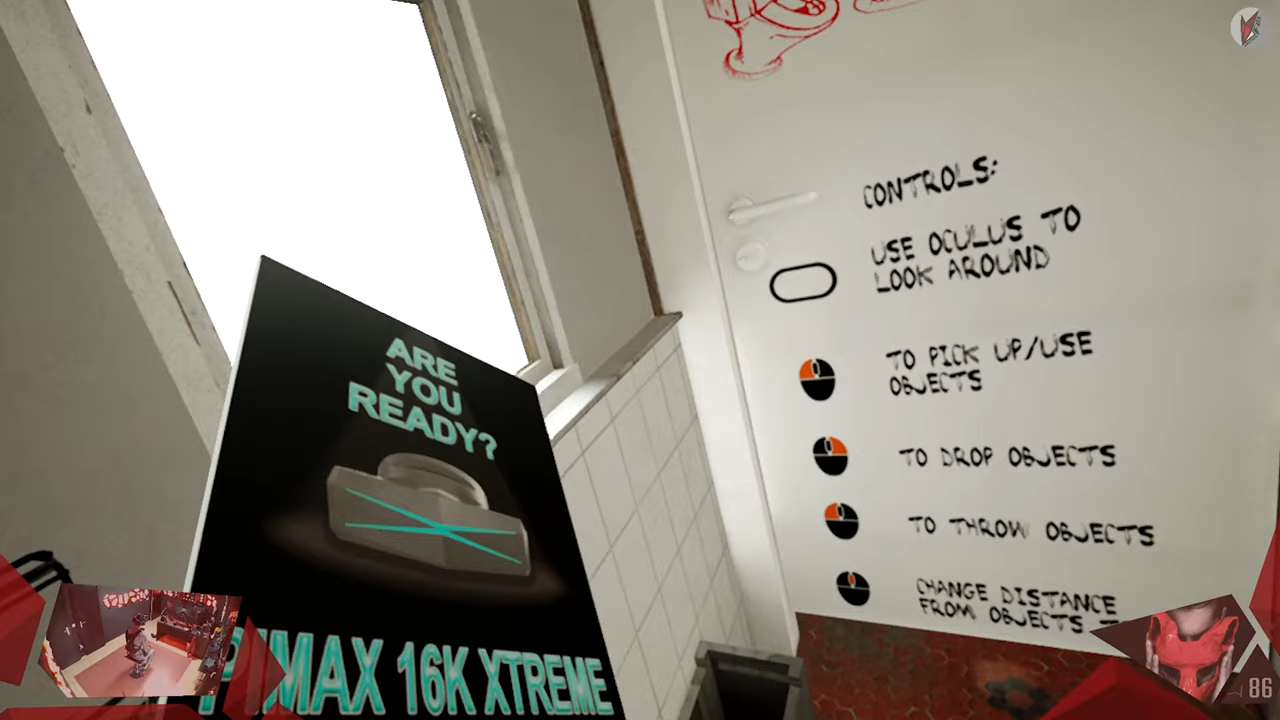 ARE
YOU
READY?
PIMAX 16K XTREME
CONTROLS:
USE OCULUS TO
LOOK AROUND
TO PICK UP/USE
OBJECTS
TO DROP OBJECTS
TO THROW OBJECTS
CHANGE DISTANCE
FROM OBJECTS
86